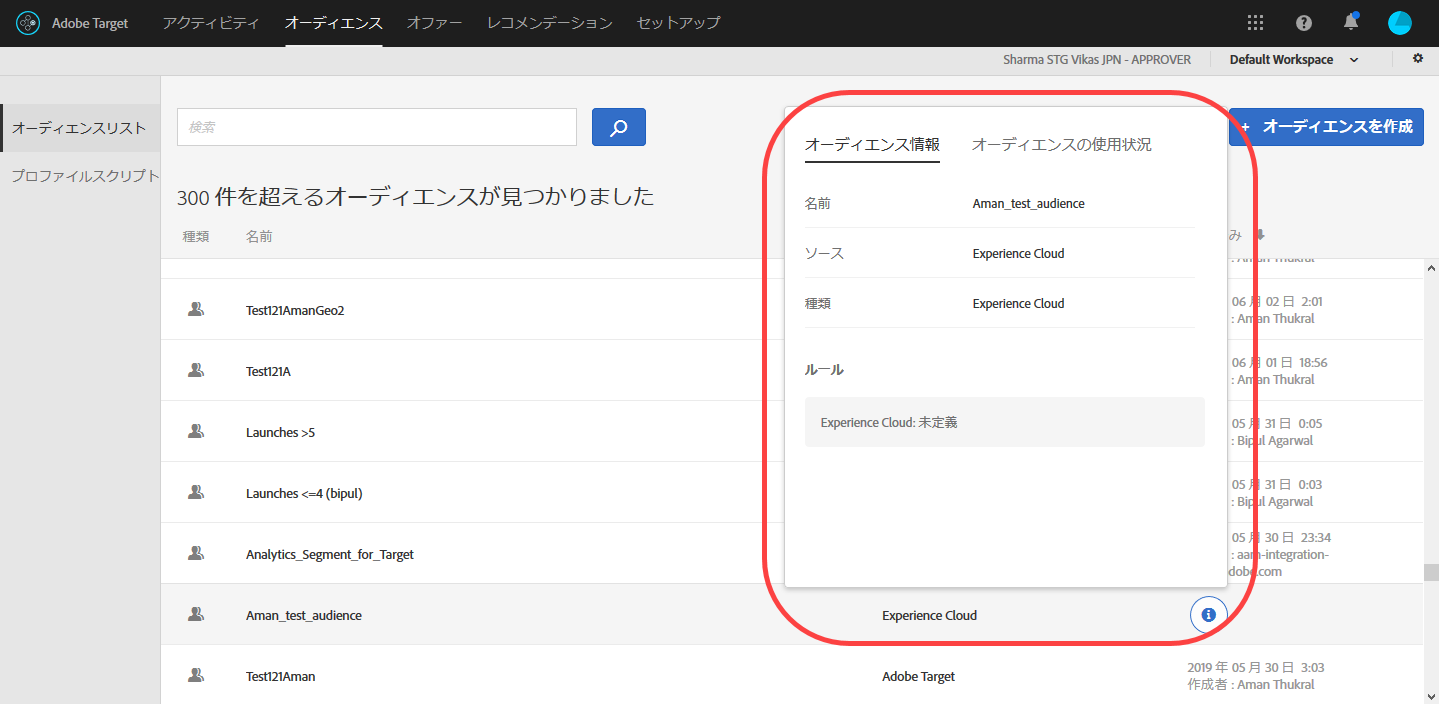 Adobe Target アクティビティ オーディエンス オファー レコメンデーション セットアップ
Sharma STG Vikas JPN - APPROVER Default Workspace
オーディエンスリスト
プロファイルスクリプト
検索
+ オーディエンスを作成
300 件を超えるオーディエンスが見つかりました
種類 名前
み
オーディエンス情報 オーディエンスの使用状況
名前 Aman_test_audience
ソース Experience Cloud
種類 Experience Cloud
ルール
Experience Cloud: 未定義
: Aman Thukral
Test121AmanGeo2
06 月 02 日 2:01
: Aman Thukral
Test121A
06 月 01 日 18:56
: Aman Thukral
Launches >5
05 月 31 日 0:05
: Bipul Agarwal
Launches <=4 (bipul)
05 月 31 日 0:03
: Bipul Agarwal
Analytics_Segment_for_Target
05 月 30 日 23:34
: aam-integration-
dobe.com
Aman_test_audience Experience Cloud
Test121Aman Adobe Target
2019 年 05 月 30 日 3:03
作成者 : Aman Thukral